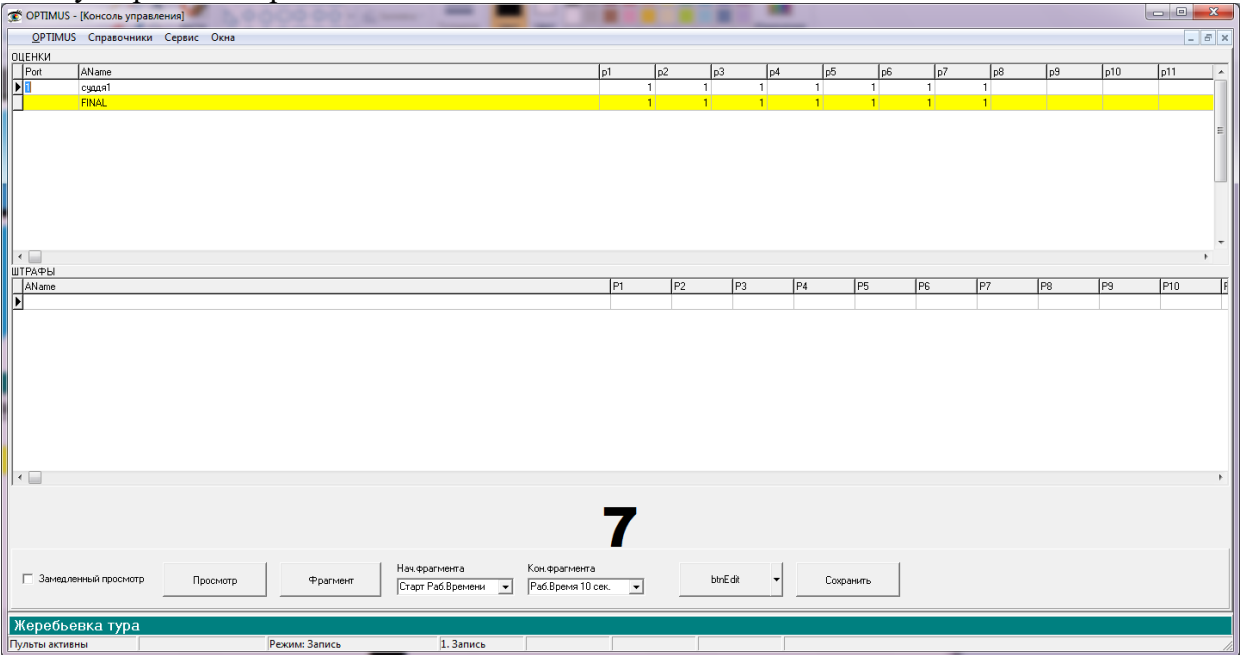 OPTIMUS - [Консоль управления]
OPTIMUS Справочники Сервис Окна
ОЦЕНКИ
Port AName p1 p2 p3 p4 p5 p6 p7 p8 p9 p10 p11
1 суддя1 1 1 1 1 1 1 1
FINAL 1 1 1 1 1 1 1
ШТРАФЫ
AName P1 P2 P3 P4 P5 P6 P7 P8 P9 P10
7
Замедленный просмотр Просмотр Фрагмент Нач.фрагмента Кон.фрагмента btnEdit Сохранить
Старт Раб.Времени Раб.Время 10 сек.
Жеребьевка тура
Пульты активны Режим: Запись 1. Запись